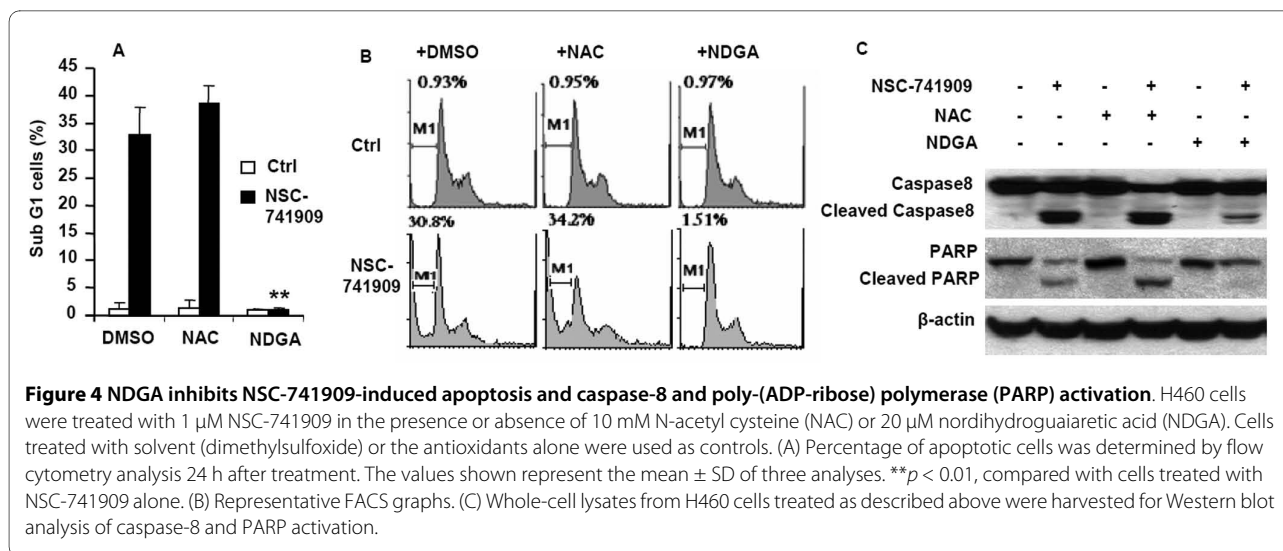 A
45
40
35
30
25
20
15
10
5
0
Sub G1 cells (%)
Ctrl
NSC-
741909
**
DMSO
NAC
NDGA
B
+DMSO
+NAC
+NDGA
Ctrl
0.93%
0.95%
0.97%
M1
M1
M1
NSC-
741909
30.8%
34.2%
1.51%
M1
M1
M1
C
NSC-741909 - + - + - +
NAC - - + + - -
NDGA - - - - + +
Caspase8
Cleaved Caspase8
PARP
Cleaved PARP
β-actin
Figure 4 NDGA inhibits NSC-741909-induced apoptosis and caspase-8 and poly-(ADP-ribose) polymerase (PARP) activation. H460 cells
were treated with 1 μM NSC-741909 in the presence or absence of 10 mM N-acetyl cysteine (NAC) or 20 μM nordihydroguaiaretic acid (NDGA). Cells
treated with solvent (dimethylsulfoxide) or the antioxidants alone were used as controls. (A) Percentage of apoptotic cells was determined by flow
cytometry analysis 24 h after treatment. The values shown represent the mean ± SD of three analyses. **p < 0.01, compared with cells treated with
NSC-741909 alone. (B) Representative FACS graphs. (C) Whole-cell lysates from H460 cells treated as described above were harvested for Western blot
analysis of caspase-8 and PARP activation.